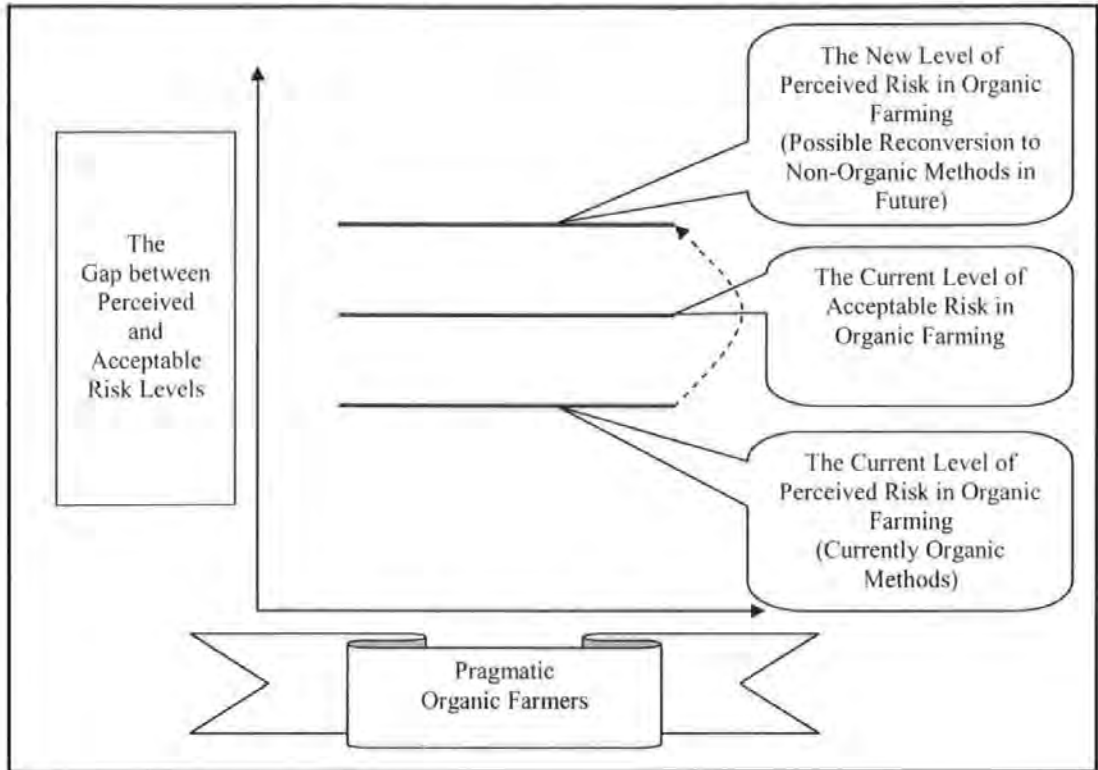 The New Level of
Perceived Risk in Organic
Farming
(Possible Reconversion to
Non-Organic Methods in
Future)
The
Gap between
Perceived
and
Acceptable
Risk Levels
The Current Level of
Acceptable Risk in
Organic Farming
The Current Level of
Perceived Risk in Organic
Farming
(Currently Organic
Methods)
Pragmatic
Organic Farmers